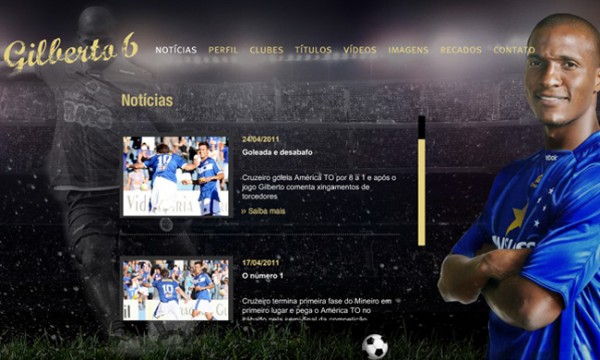 Gilberto 6
NOTÍCIAS PERFIL CLUBES TÍTULOS VÍDEOS IMAGENS RECADOS CONTATO
Notícias
24/04/2011
Goleada e desabafo
Cruzeiro goleia América TO por 8 a 1 e após o
jogo Gilberto comenta xingamentos de
torcedores
» Saiba mais
17/04/2011
O número 1
Cruzeiro termina primeira fase do Mineiro em
primeiro lugar e pega o América TO no